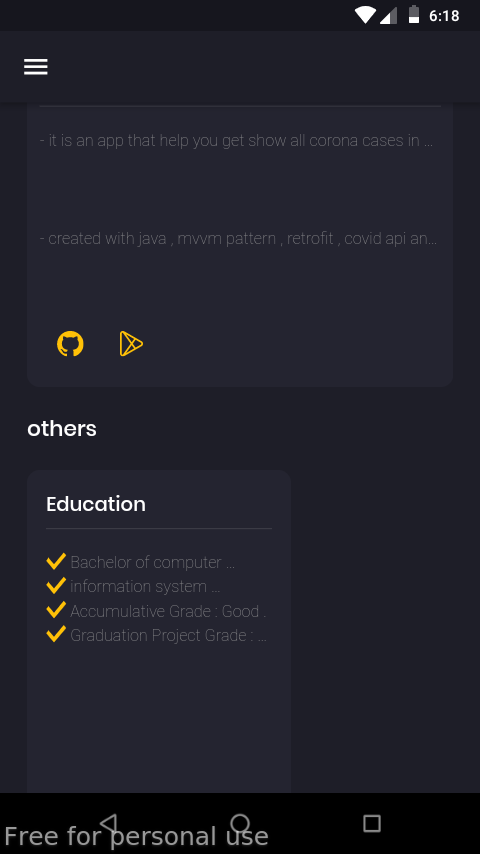 6:18
- it is an app that help you get show all corona cases in ...
- created with java , mvvm pattern , retrofit , covid api an...
others
Education
Bachelor of computer ...
information system ...
Accumulative Grade : Good .
Graduation Project Grade : ...
Free for personal use